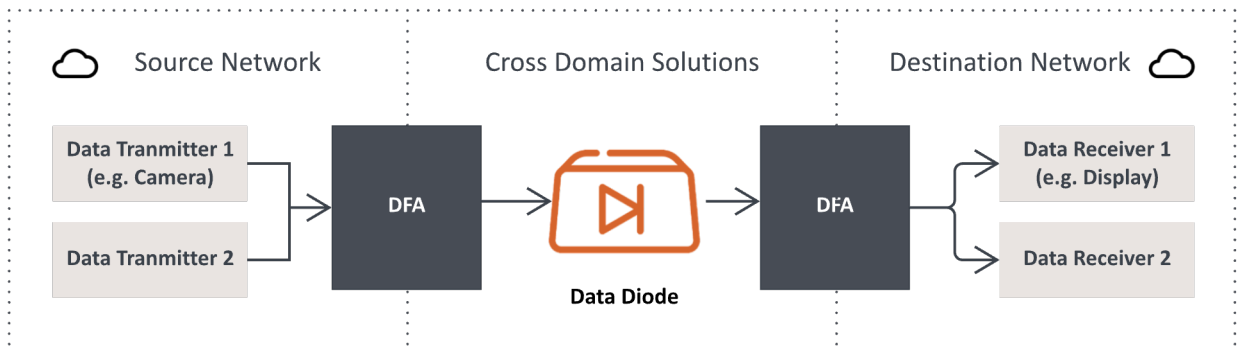 Source Network
Cross Domain Solutions
Destination Network
Data Tranmitter 1
(e.g. Camera)
Data Tranmitter 2
DFA
Data Diode
DFA
Data Receiver 1
(e.g. Display)
Data Receiver 2